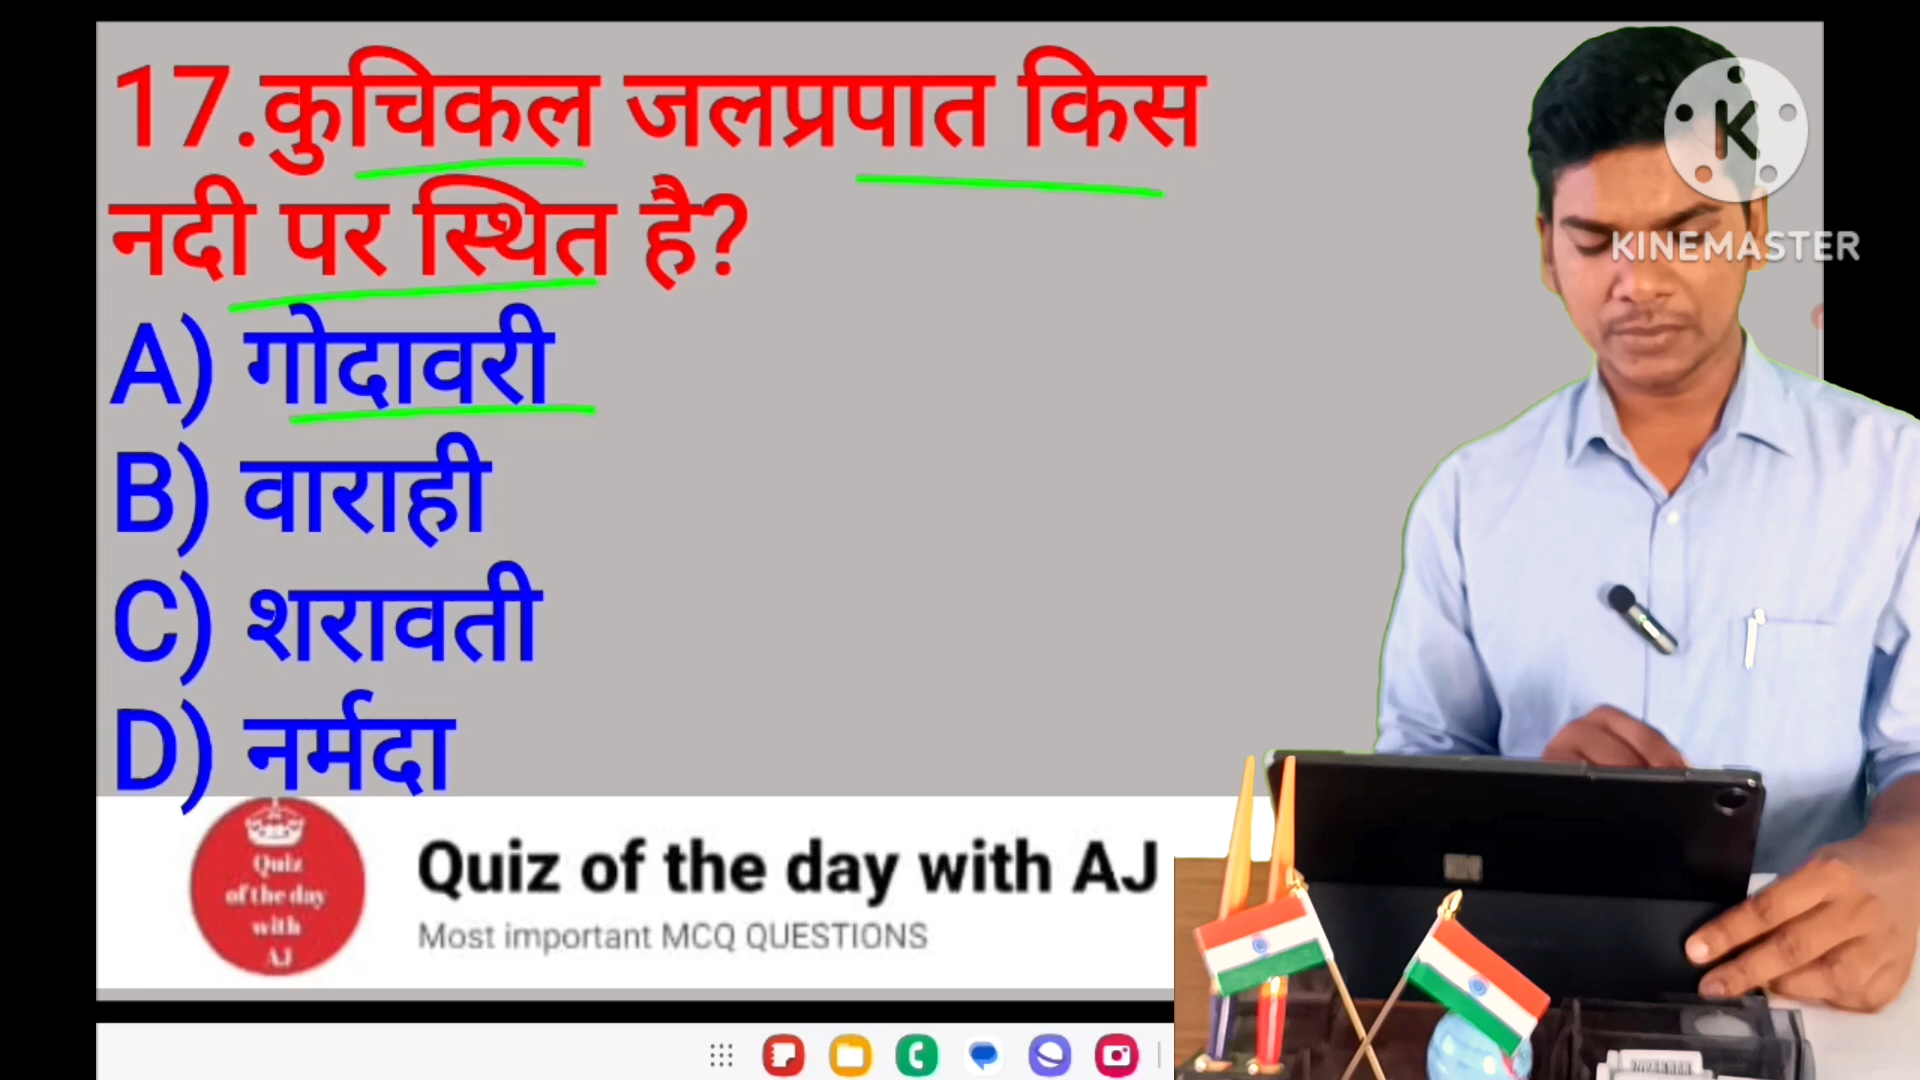 17.कुचिकल जलप्रपात किस
नदी पर स्थित है?
A) गोदावरी
B) वाराही
C) शरावती
D) नर्मदा
K
KINEMASTER
Quiz
of the day
with
AJ
Quiz of the day with AJ
Most important MCQ QUESTIONS